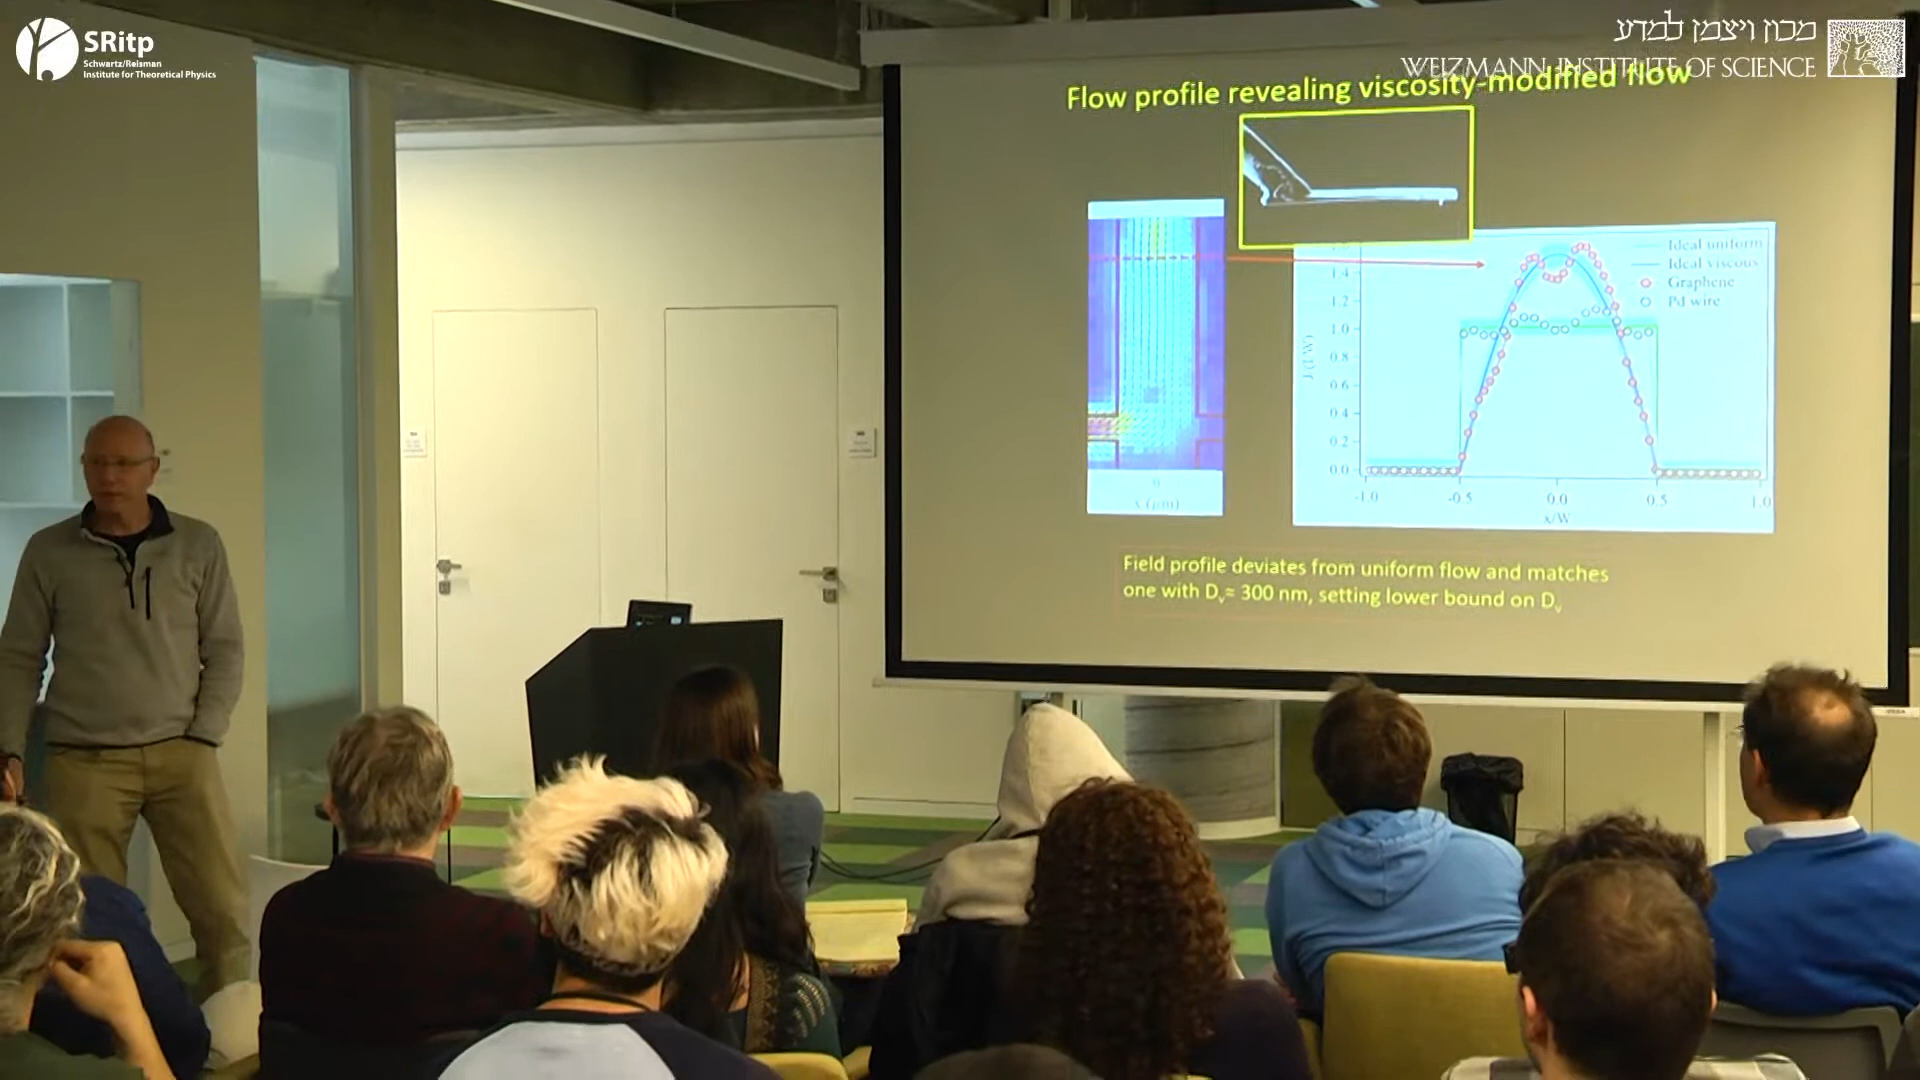 SRitp
Schwartz/Reisman
Institute for Theoretical Physics
מכון ויצמן למדע
WEIZMANN INSTITUTE OF SCIENCE
Flow profile revealing viscosity-modified flow
Ideal uniform
Ideal viscous
Graphene
Pd wire
1.4
1.2
1.0
0.8
0.6
0.4
0.2
0.0
-1.0 -0.5 0.0 0.5 1.0
x/W
0
x (μm)
Field profile deviates from uniform flow and matches
one with Dᵥ≈ 300 nm, setting lower bound on Dᵥ